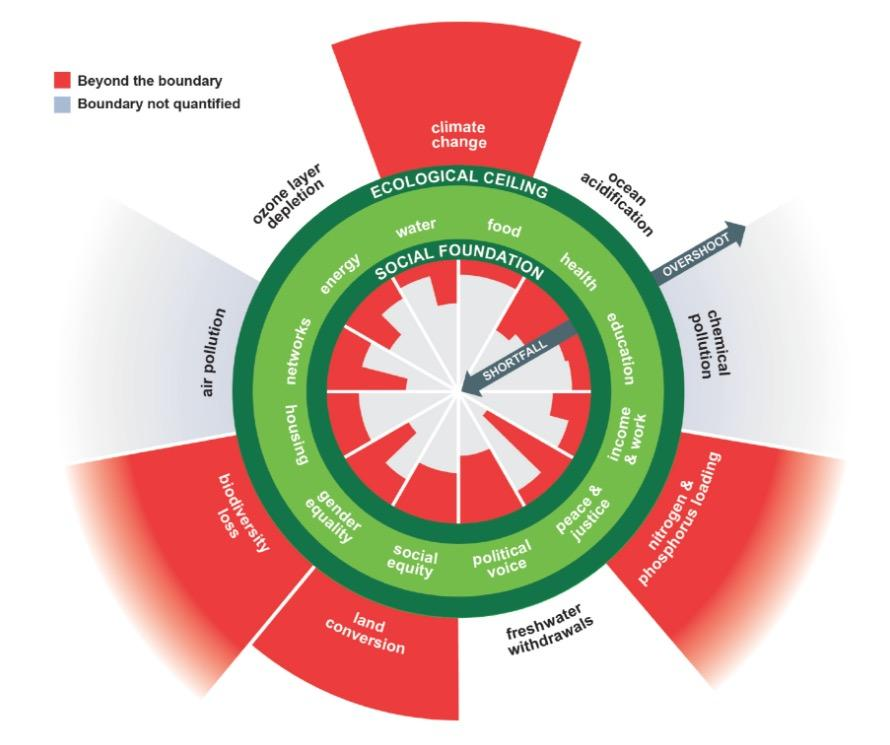 Beyond the boundary
Boundary not quantified
climate
change
ozone layer
depletion
ocean
acidification
ECOLOGICAL CEILING
water
food
energy
health
SOCIAL FOUNDATION
OVERSHOOT
SHORTFALL
networks
education
air pollution
chemical
pollution
housing
income
& work
gender
equality
peace &
justice
social
equity
political
voice
biodiversity
loss
nitrogen &
phosphorus loading
land
conversion
freshwater
withdrawals